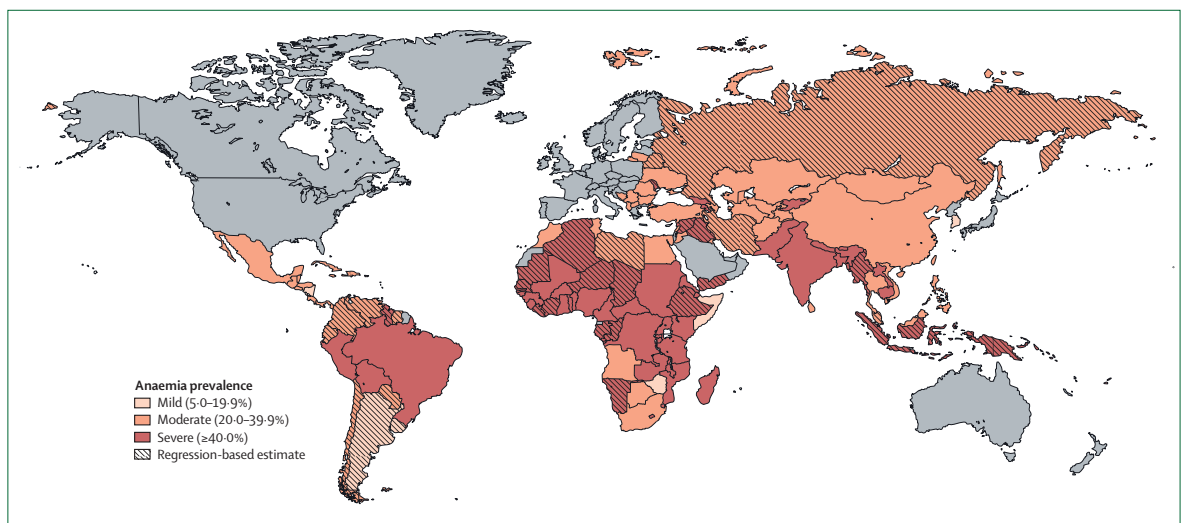 Anaemia prevalence
Mild (5·0–19·9%)
Moderate (20·0–39·9%)
Severe (≥40·0%)
Regression-based estimate